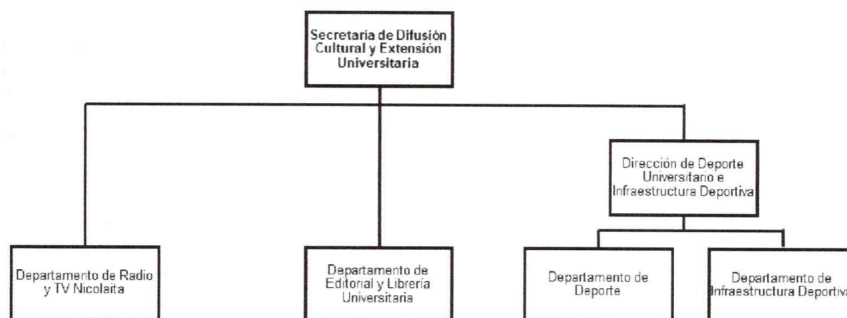 Secretaría de Difusión
Cultural y Extensión
Universitaria
Dirección de Deporte
Universitario e
Infraestructura Deportiva
Departamento de Radio
y TV Nicolaita
Departamento de
Editorial y Librería
Universitaria
Departamento de
Deporte
Departamento de
Infraestructura Deportiva